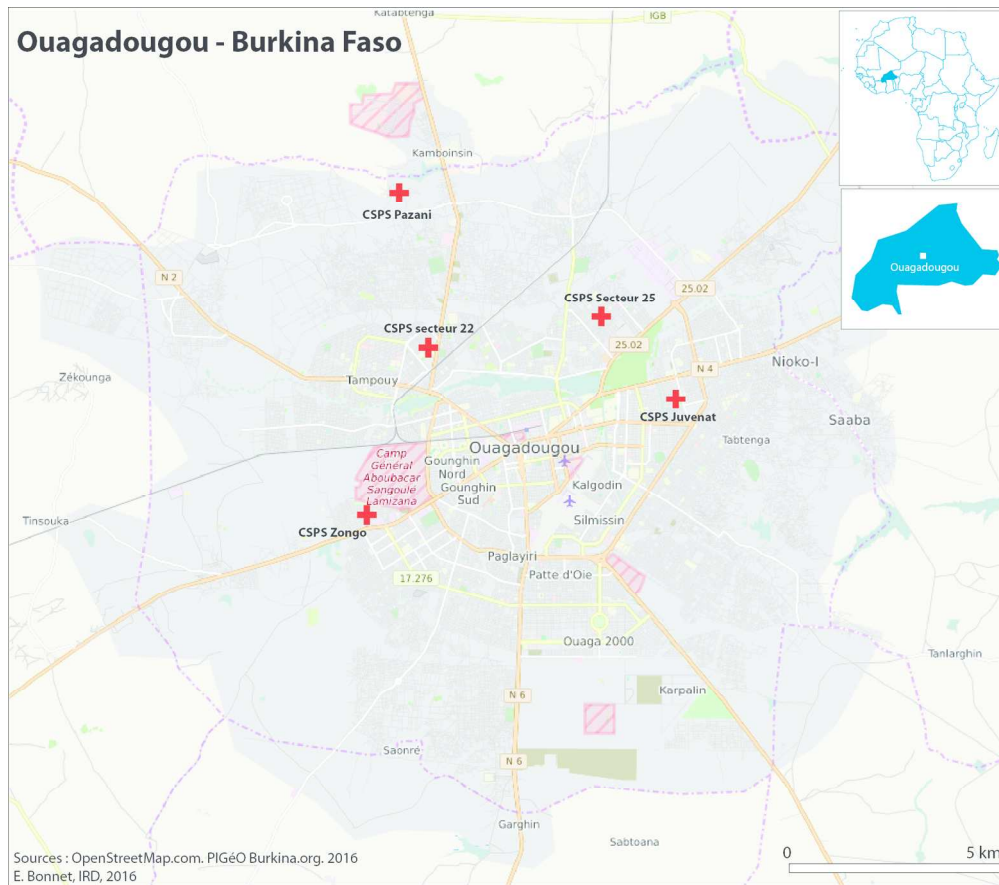 Katabtenga
IGB
Ouagadougou - Burkina Faso
Kamboinsin
CSPS Pazani
N 2
Ouagadougou
25.02
CSPS Secteur 25
CSPS secteur 22
25.02
Nioko-I
N 4
Zékounga
Tampouy
CSPS Juvenat
Saaba
Tabtenga
Ouagadougou
Camp
Général
Aboubacar
Sangoulé
Lamizana
Gounghin
Nord
Gounghin
Sud
Kalgodin
Tinsouka
Silmissin
CSPS Zongo
Paglayiri
17.276
Patte d'Oie
Ouaga 2000
Tanlarghin
N 6
Karpalin
Saonré
N 6
Garghin
Sabtoana
Sources : OpenStreetMap.com. PIGéO Burkina.org. 2016
E. Bonnet, IRD, 2016
0 5 km